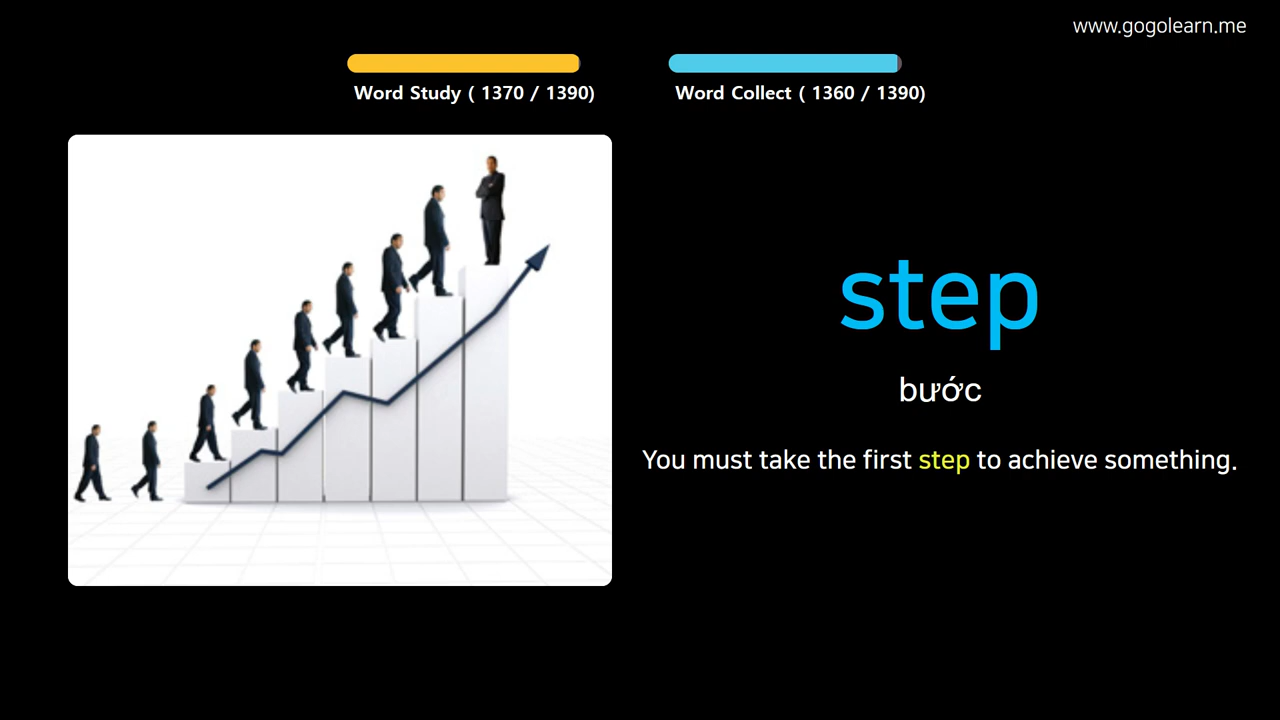 www.gogolearn.me
Word Study ( 1370 / 1390)
Word Collect ( 1360 / 1390)
step
bước
You must take the first step to achieve something.